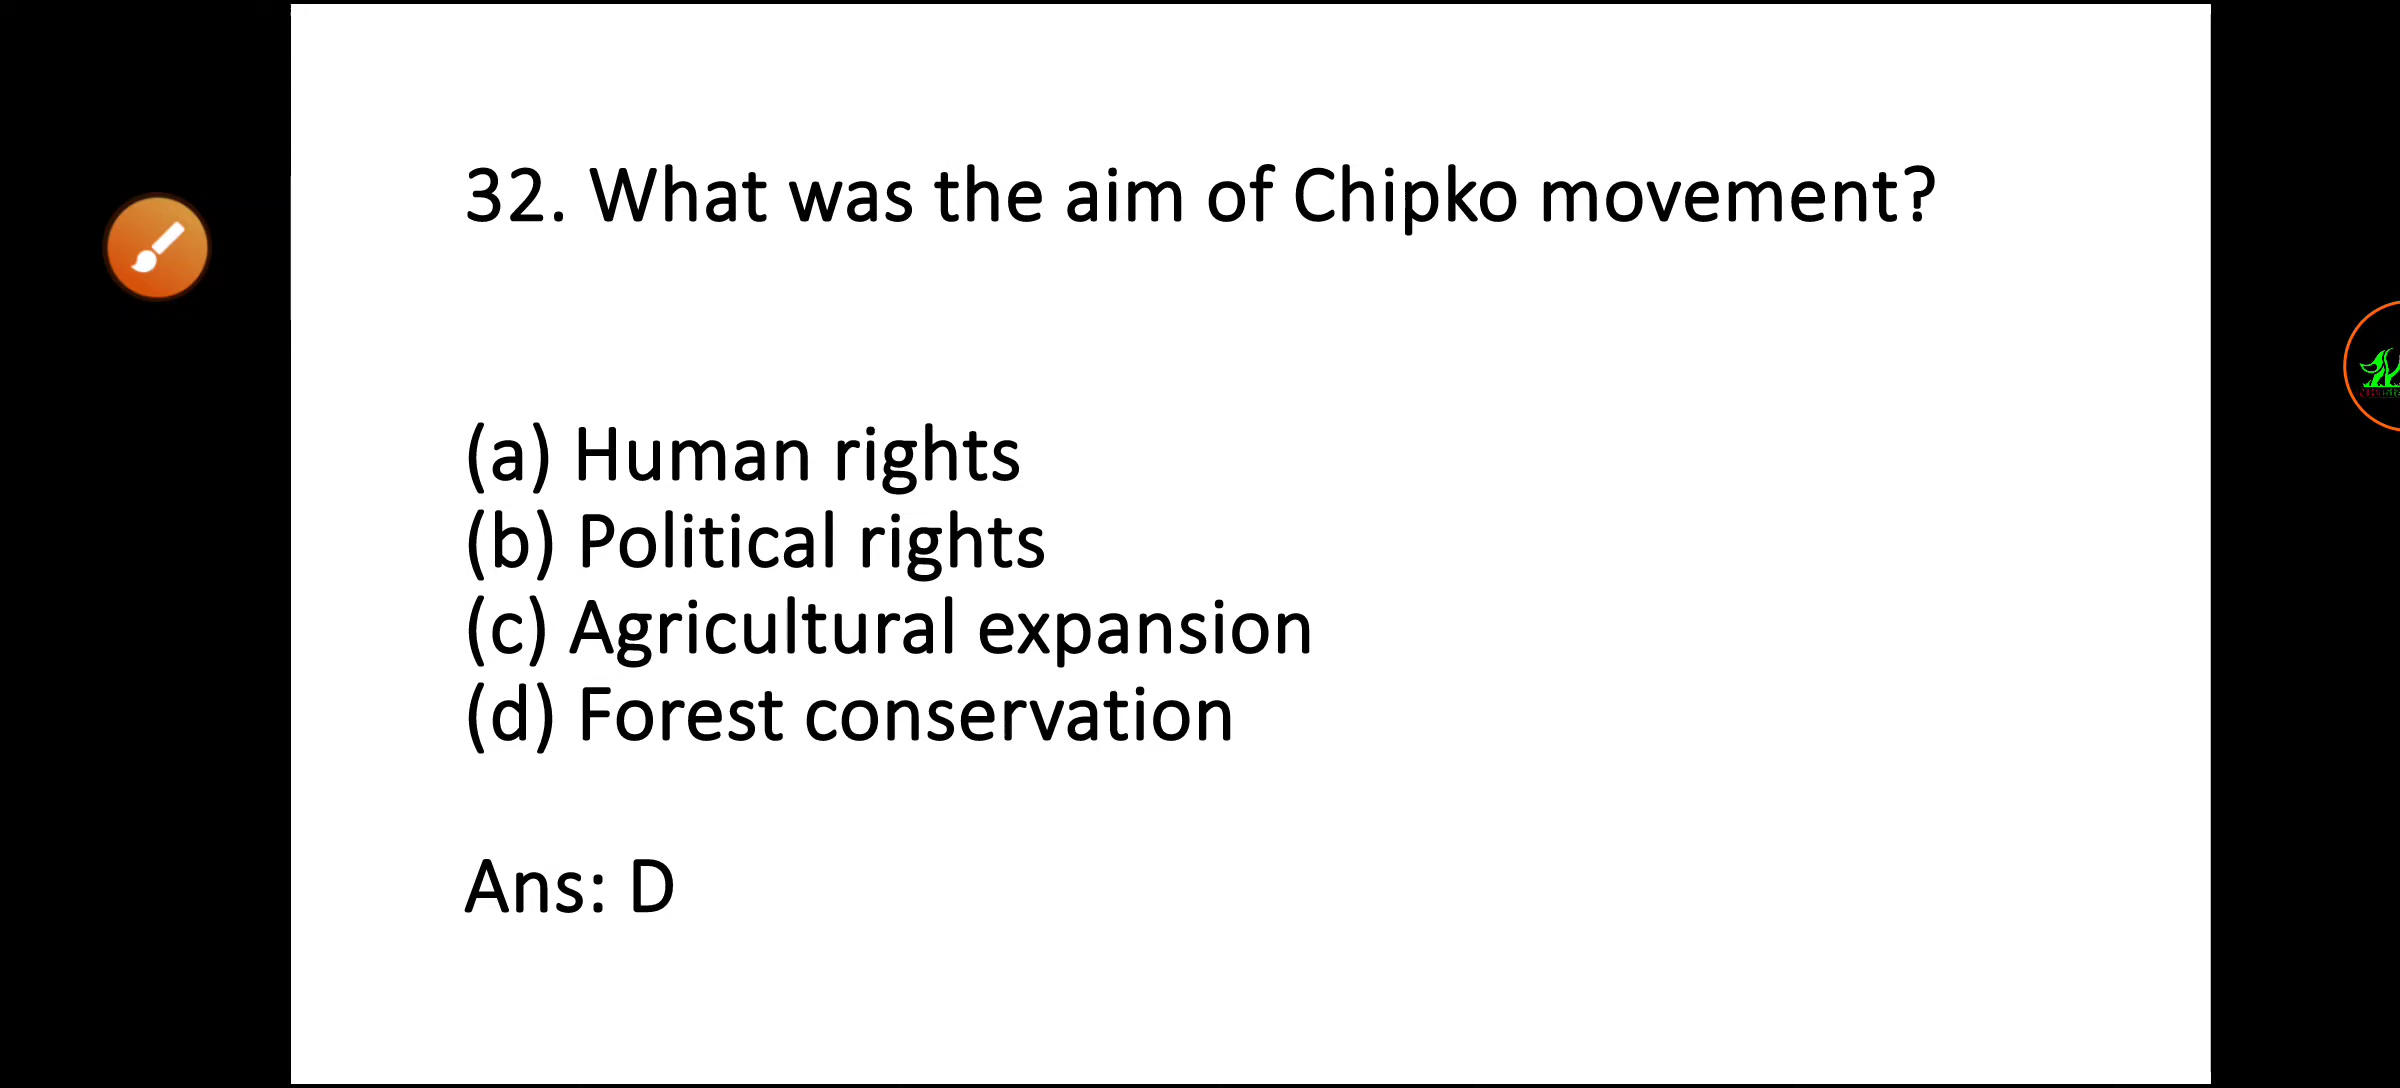 32. What was the aim of Chipko movement?
(a) Human rights
(b) Political rights
(c) Agricultural expansion
(d) Forest conservation
Ans: D